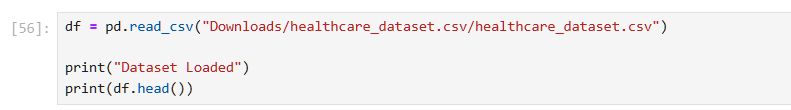 [56]: df = pd.read_csv("Downloads/healthcare_dataset.csv/healthcare_dataset.csv")
print("Dataset Loaded")
print(df.head())